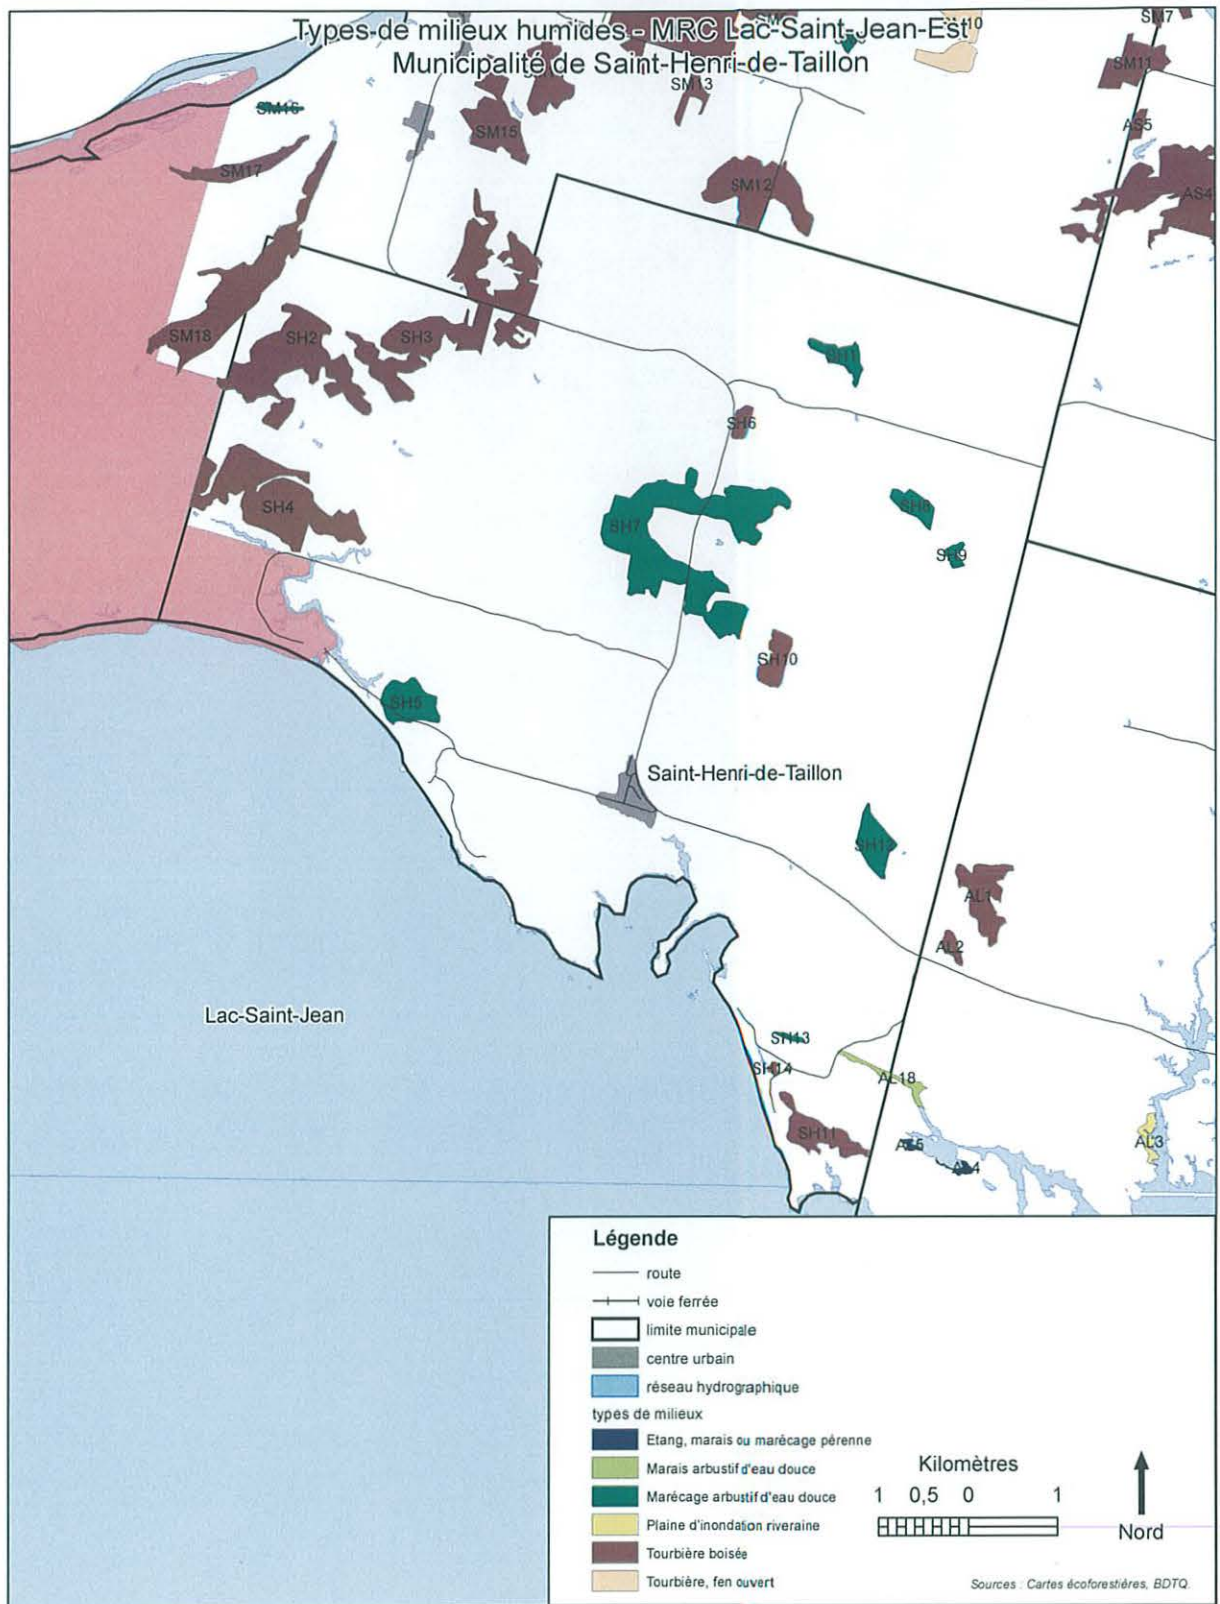 Types de milieux humides - MRC Lac-Saint-Jean-Est
Municipalité de Saint-Henri-de-Taillon
SM10
SM7
SM11
SM13
SM16
SM15
AS5
SM17
SM12
AS4
SM18
SH2
SH3
SH1
SH6
SH4
SH7
SH8
SH9
SH10
SH5
Saint-Henri-de-Taillon
SH12
AL1
AL2
Lac-Saint-Jean
SH13
SH14
AL18
SH11
AL5
AL3
AL4
Légende
route
voie ferrée
limite municipale
centre urbain
réseau hydrographique
types de milieux
Etang, marais ou marécage pérenne
Marais arbustif d'eau douce
Marécage arbustif d'eau douce
Plaine d'inondation riveraine
Tourbière boisée
Tourbière, fen ouvert
Kilomètres
1 0,5 0 1
Nord
Sources : Cartes écoforestières, BDTQ.